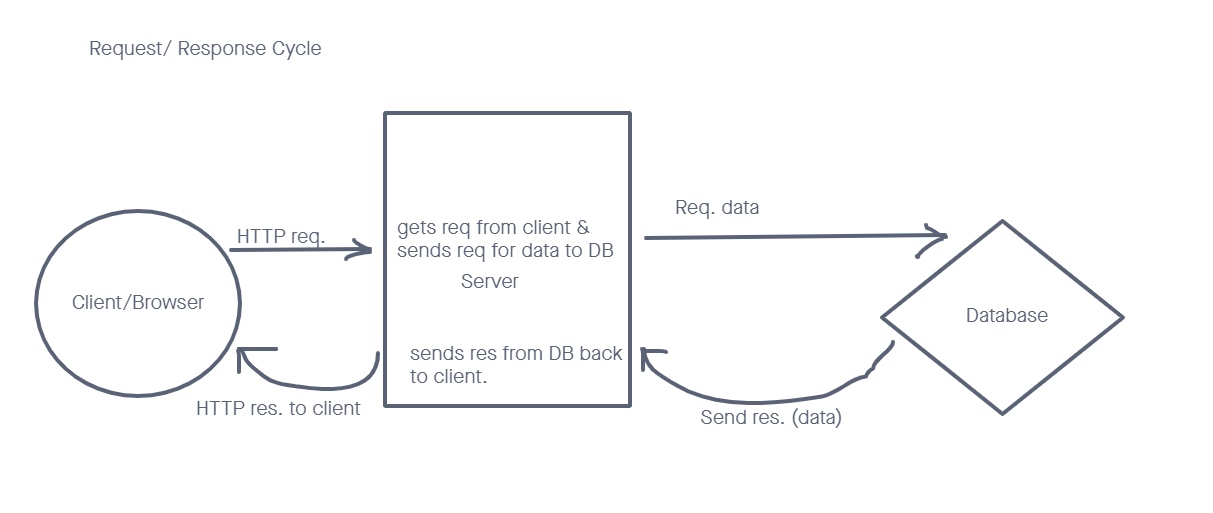 Request/ Response Cycle
Req. data
HTTP req.
gets req from client &
sends req for data to DB
Server
Client/Browser
Database
sends res from DB back
to client.
HTTP res. to client
Send res. (data)